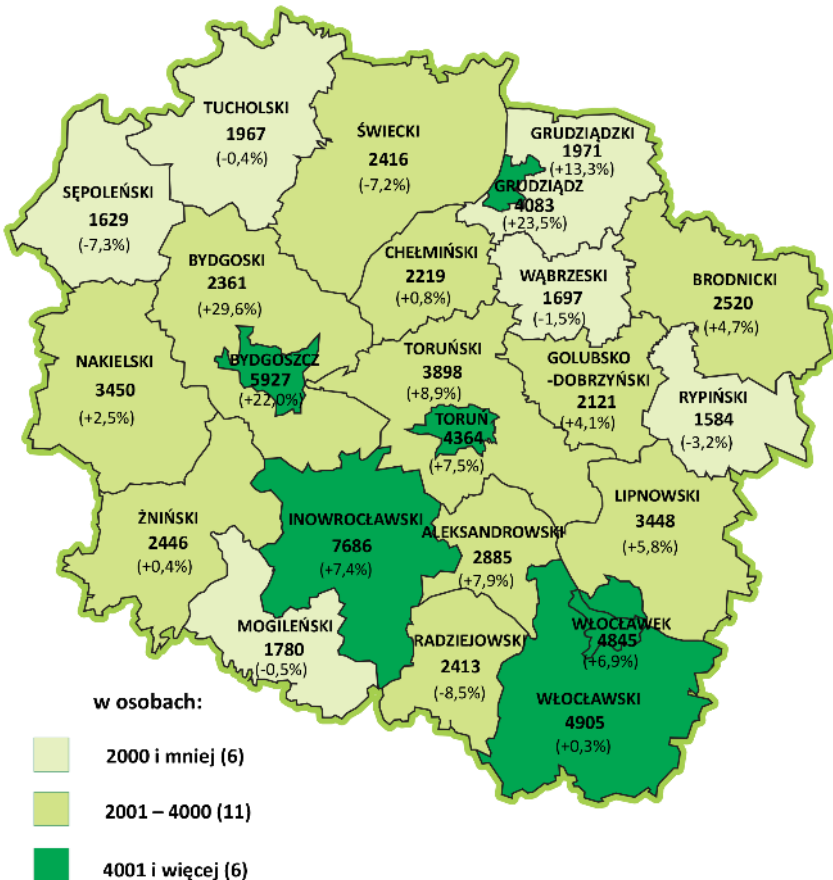 TUCHOLSKI
1967
(-0,4%)
ŚWIECKI
2416
(-7,2%)
GRUDZIĄDZKI
1971
(+13,3%)
GRUDZIĄDZ
4083
(+23,5%)
SĘPOLEŃSKI
1629
(-7,3%)
BYDGOSKI
2361
(+29,6%)
CHEŁMIŃSKI
2219
(+0,8%)
WĄBRZESKI
1697
(-1,5%)
BRODNICKI
2520
(+4,7%)
NAKIELSKI
3450
(+2,5%)
BYDGOSZCZ
5927
(+22,0%)
TORUŃSKI
3898
(+8,9%)
GOLUBSKO
-DOBRZYŃSKI
2121
(+4,1%)
RYPIŃSKI
1584
(-3,2%)
TORUŃ
4364
(+7,5%)
ŻNIŃSKI
2446
(+0,4%)
INOWROCŁAWSKI
7686
(+7,4%)
ALEKSANDROWSKI
2885
(+7,9%)
LIPNOWSKI
3448
(+5,8%)
MOGILEŃSKI
1780
(-0,5%)
RADZIEJOWSKI
2413
(-8,5%)
WŁOCŁAWEK
4845
(+6,9%)
WŁOCŁAWSKI
4905
(+0,3%)
w osobach:
2000 i mniej (6)
2001 – 4000 (11)
4001 i więcej (6)